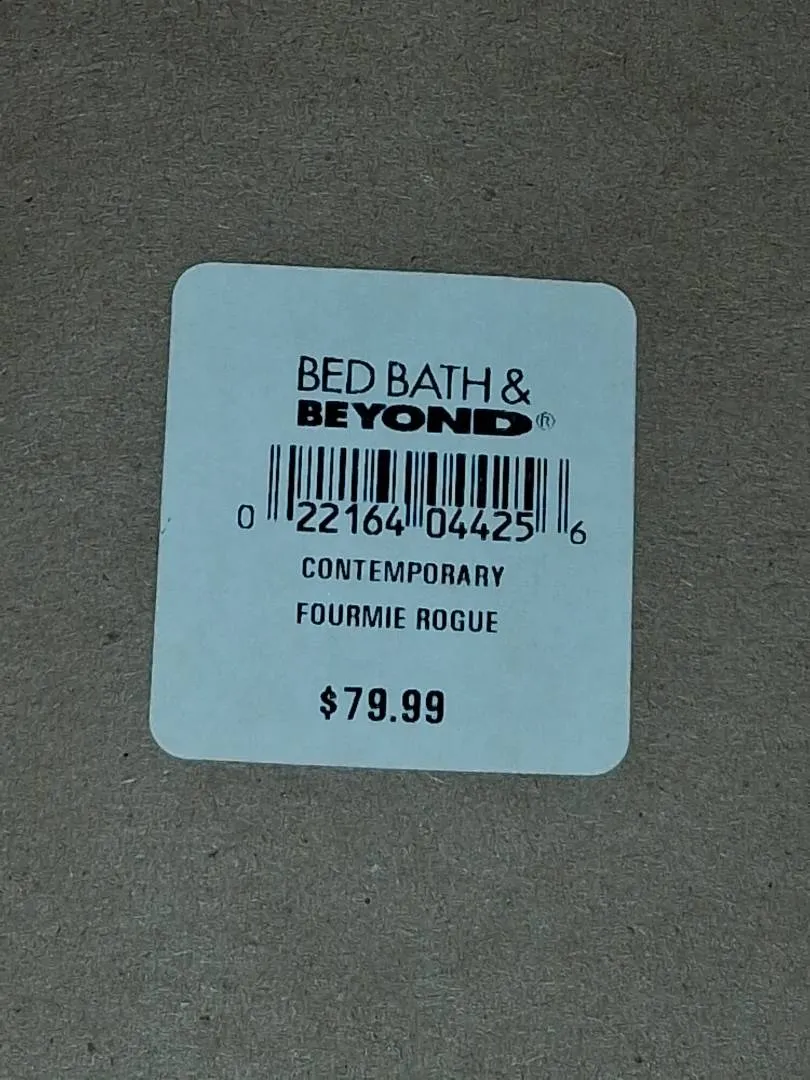 BED BATH &
BEYOND®
0 22164 04425 6
CONTEMPORARY
FOURMIE ROGUE
$79.99